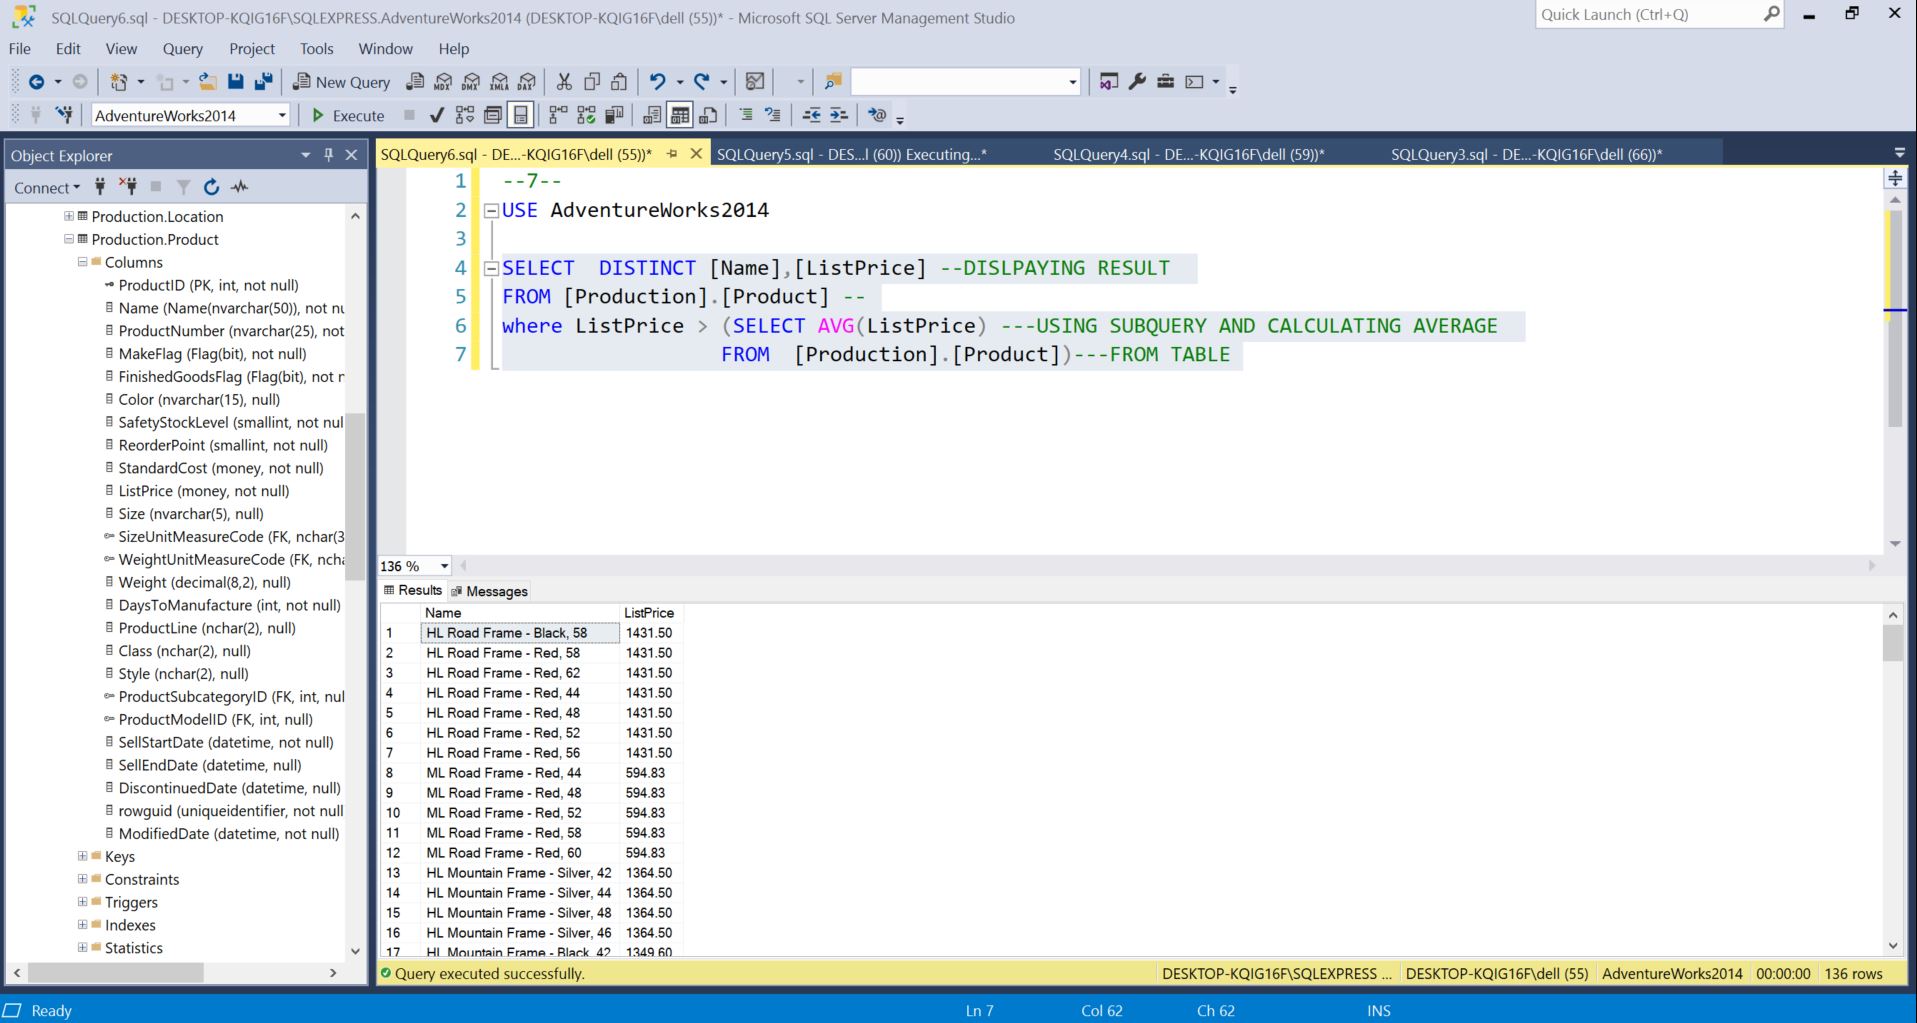 SQLQuery6.sql - DESKTOP-KQIG16F\SQLEXPRESS.AdventureWorks2014 (DESKTOP-KQIG16F\dell (55))* - Microsoft SQL Server Management Studio
Quick Launch (Ctrl+Q)
File Edit View Query Project Tools Window Help
New Query MDX DMX XMLA DAX
AdventureWorks2014 Execute
Object Explorer
Connect
Production.Location
Production.Product
Columns
ProductID (PK, int, not null)
Name (Name(nvarchar(50)), not nu
ProductNumber (nvarchar(25), not
MakeFlag (Flag(bit), not null)
FinishedGoodsFlag (Flag(bit), not n
Color (nvarchar(15), null)
SafetyStockLevel (smallint, not nul
ReorderPoint (smallint, not null)
StandardCost (money, not null)
ListPrice (money, not null)
Size (nvarchar(5), null)
SizeUnitMeasureCode (FK, nchar(3
WeightUnitMeasureCode (FK, ncha
Weight (decimal(8,2), null)
DaysToManufacture (int, not null)
ProductLine (nchar(2), null)
Class (nchar(2), null)
Style (nchar(2), null)
ProductSubcategoryID (FK, int, nul
ProductModelID (FK, int, null)
SellStartDate (datetime, not null)
SellEndDate (datetime, null)
DiscontinuedDate (datetime, null)
rowguid (uniqueidentifier, not null
ModifiedDate (datetime, not null)
Keys
Constraints
Triggers
Indexes
Statistics
SQLQuery6.sql - DE...-KQIG16F\dell (55))* SQLQuery5.sql - DES...l (60)) Executing...* SQLQuery4.sql - DE...-KQIG16F\dell (59))* SQLQuery3.sql - DE...-KQIG16F\dell (66))*
1 --7--
2 USE AdventureWorks2014
3
4 SELECT DISTINCT [Name],[ListPrice] --DISLPAYING RESULT
5 FROM [Production].[Product] --
6 where ListPrice > (SELECT AVG(ListPrice) ---USING SUBQUERY AND CALCULATING AVERAGE
7 FROM [Production].[Product])---FROM TABLE
136 %
Results Messages
Name ListPrice
1 HL Road Frame - Black, 58 1431.50
2 HL Road Frame - Red, 58 1431.50
3 HL Road Frame - Red, 62 1431.50
4 HL Road Frame - Red, 44 1431.50
5 HL Road Frame - Red, 48 1431.50
6 HL Road Frame - Red, 52 1431.50
7 HL Road Frame - Red, 56 1431.50
8 ML Road Frame - Red, 44 594.83
9 ML Road Frame - Red, 48 594.83
10 ML Road Frame - Red, 52 594.83
11 ML Road Frame - Red, 58 594.83
12 ML Road Frame - Red, 60 594.83
13 HL Mountain Frame - Silver, 42 1364.50
14 HL Mountain Frame - Silver, 44 1364.50
15 HL Mountain Frame - Silver, 48 1364.50
16 HL Mountain Frame - Silver, 46 1364.50
17 HL Mountain Frame - Black, 42 1349.60
Query executed successfully. DESKTOP-KQIG16F\SQLEXPRESS ... DESKTOP-KQIG16F\dell (55) AdventureWorks2014 00:00:00 136 rows
Ready Ln 7 Col 62 Ch 62 INS